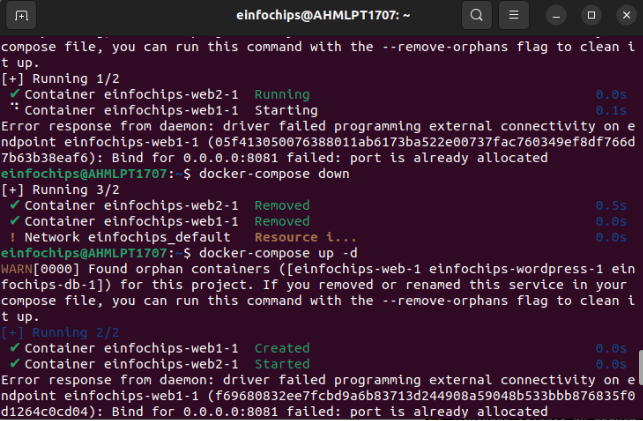 einfochips@AHMLPT1707: ~
compose file, you can run this command with the --remove-orphans flag to clean i
t up.
[+] Running 1/2
✔ Container einfochips-web2-1 Running 0.0s
⠙ Container einfochips-web1-1 Starting 0.1s
Error response from daemon: driver failed programming external connectivity on e
ndpoint einfochips-web1-1 (05f413050076388011ab6173ba522e00737fac760349ef8df766d
7b63b38eaf6): Bind for 0.0.0.0:8081 failed: port is already allocated
einfochips@AHMLPT1707:~$ docker-compose down
[+] Running 3/2
✔ Container einfochips-web2-1 Removed 0.5s
✔ Container einfochips-web1-1 Removed 0.0s
! Network einfochips_default Resource i... 0.0s
einfochips@AHMLPT1707:~$ docker-compose up -d
WARN[0000] Found orphan containers ([einfochips-web-1 einfochips-wordpress-1 ein
fochips-db-1]) for this project. If you removed or renamed this service in your
compose file, you can run this command with the --remove-orphans flag to clean i
t up.
[+] Running 2/2
✔ Container einfochips-web1-1 Created 0.0s
✔ Container einfochips-web2-1 Started 0.0s
Error response from daemon: driver failed programming external connectivity on e
ndpoint einfochips-web1-1 (f69680832ee7fcbd9a6b83713d244908a59048b533bbb876835f0
d1264c0cd04): Bind for 0.0.0.0:8081 failed: port is already allocated